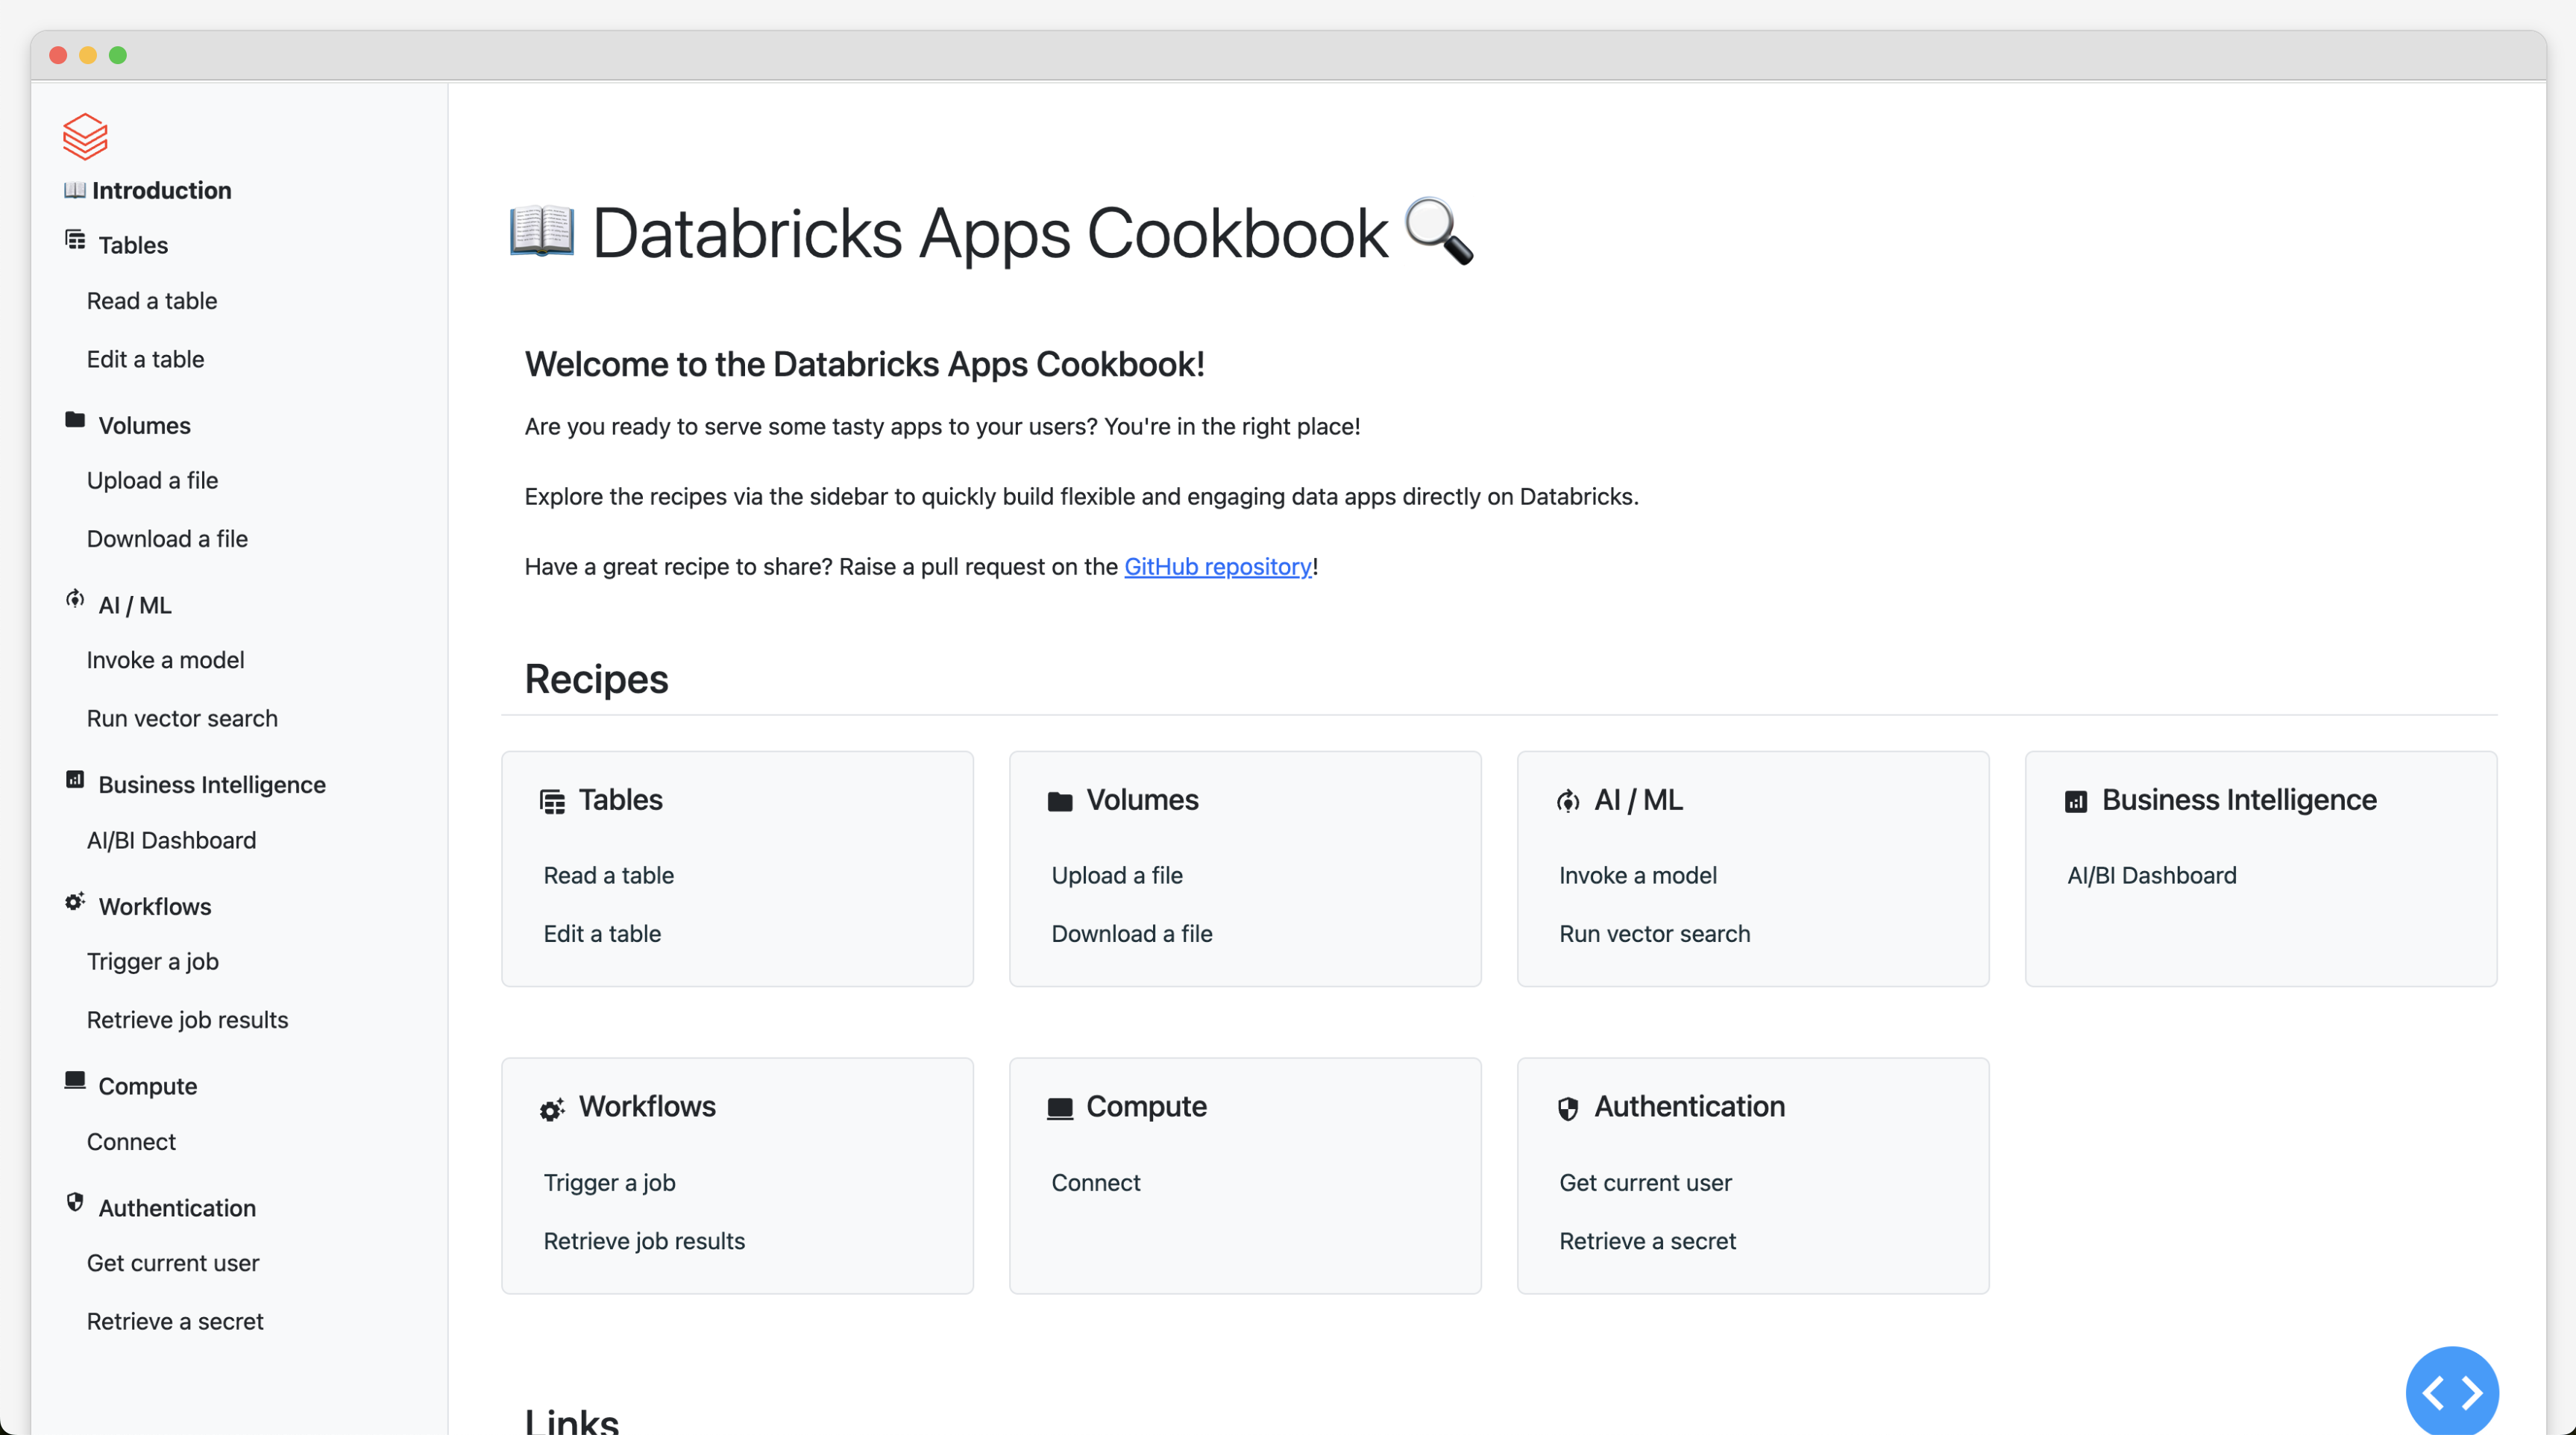 Introduction
Tables
Read a table
Edit a table
Volumes
Upload a file
Download a file
AI / ML
Invoke a model
Run vector search
Business Intelligence
AI/BI Dashboard
Workflows
Trigger a job
Retrieve job results
Compute
Connect
Authentication
Get current user
Retrieve a secret
Databricks Apps Cookbook
Welcome to the Databricks Apps Cookbook!
Are you ready to serve some tasty apps to your users? You're in the right place!
Explore the recipes via the sidebar to quickly build flexible and engaging data apps directly on Databricks.
Have a great recipe to share? Raise a pull request on the GitHub repository!
Recipes
Tables
Read a table
Edit a table
Volumes
Upload a file
Download a file
AI / ML
Invoke a model
Run vector search
Business Intelligence
AI/BI Dashboard
Workflows
Trigger a job
Retrieve job results
Compute
Connect
Authentication
Get current user
Retrieve a secret
Links